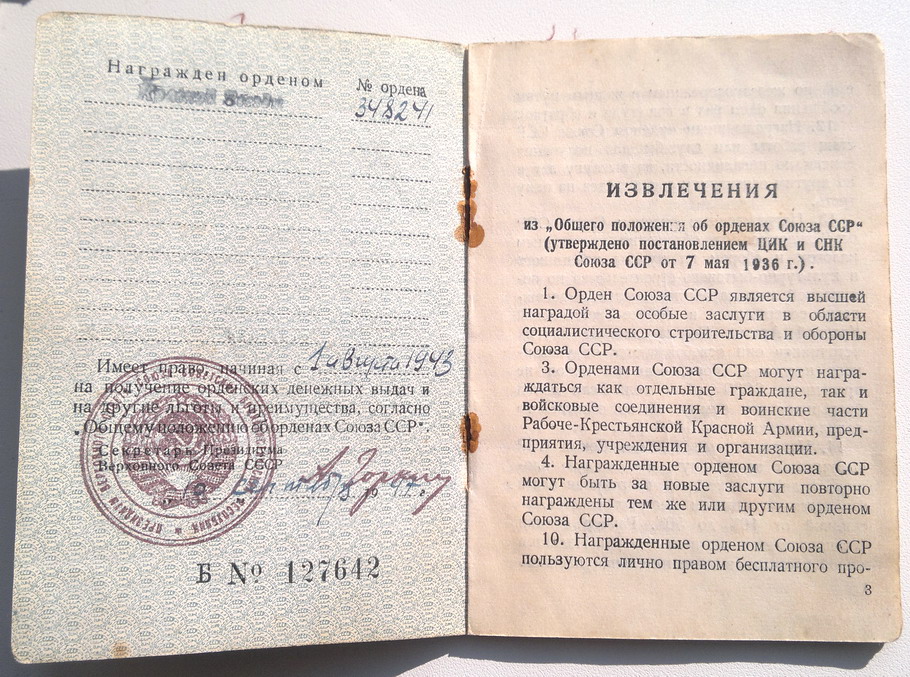 Награжден орденом
№ ордена
Красной Звезды
348241
Имеет право, начиная с 1 августа 1943
на получение орденских денежных выдач и
на другие льготы и преимущества, согласно
„Общему положению об орденах Союза ССР“.
Секретарь Президиума
Верховного Совета СССР
Б № 127642
ИЗВЛЕЧЕНИЯ
из „Общего положения об орденах Союза ССР“
(утверждено постановлением ЦИК и СНК
Союза ССР от 7 мая 1936 г.).
1. Орден Союза ССР является высшей
наградой за особые заслуги в области
социалистического строительства и обороны
Союза ССР.
3. Орденами Союза ССР могут награ-
ждаться как отдельные граждане, так и
войсковые соединения и воинские части
Рабоче-Крестьянской Красной Армии, пред-
приятия, учреждения и организации.
4. Награжденные орденом Союза ССР
могут быть за новые заслуги повторно
награждены тем же или другим орденом
Союза ССР.
10. Награжденные орденом Союза ССР
пользуются лично правом бесплатного про-
3